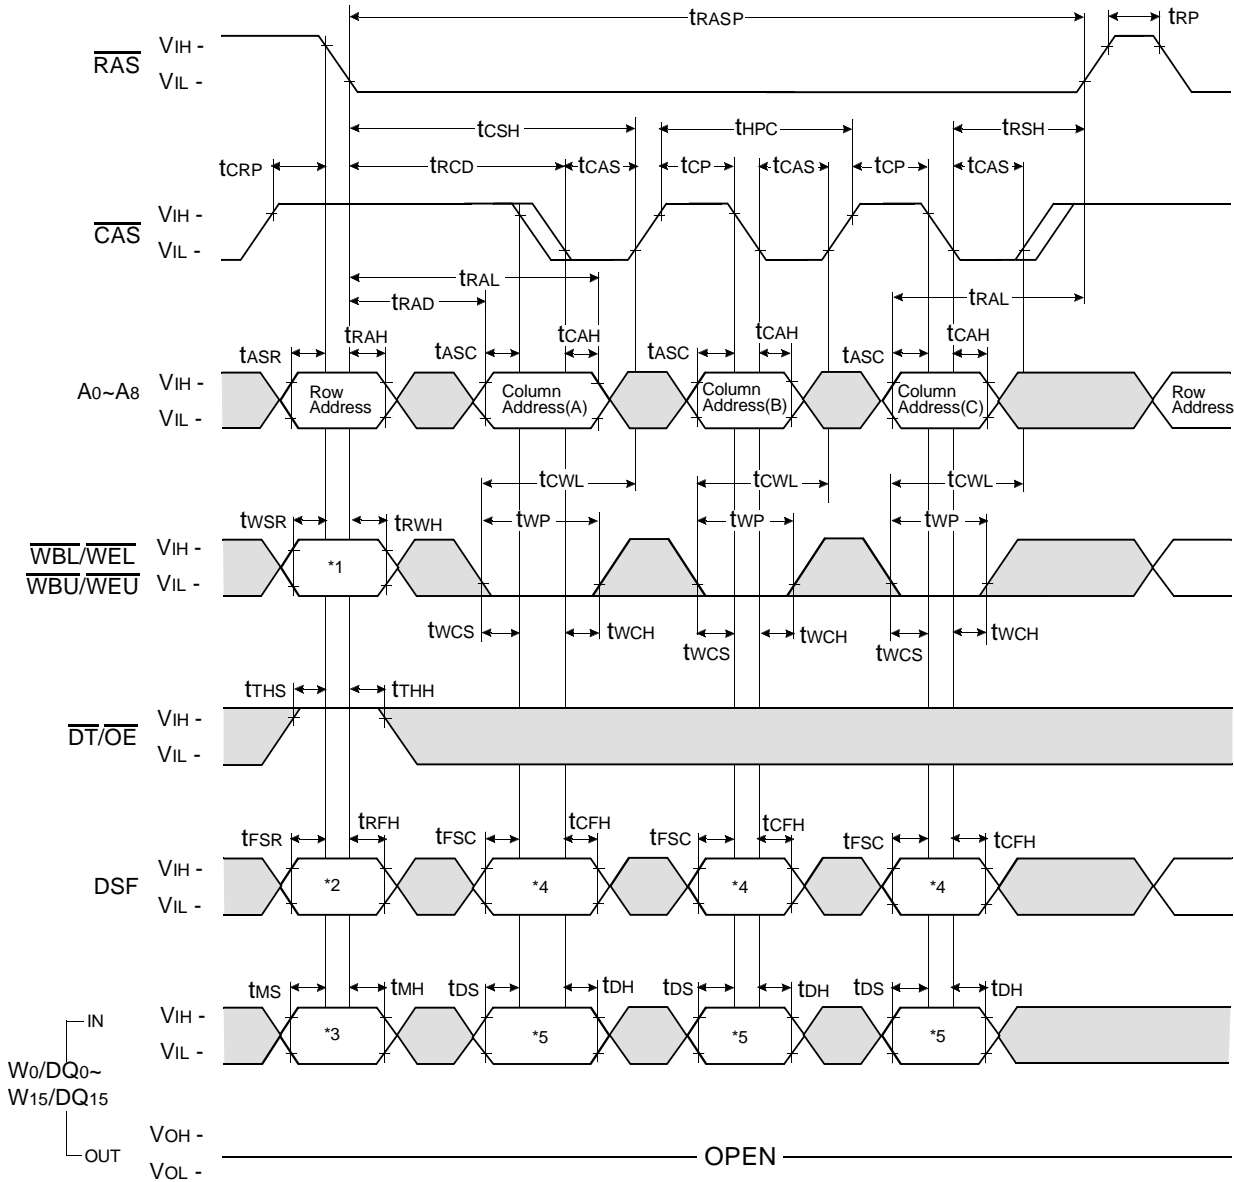 tRASP
tRP
RAS
VIH -
VIL -
tCSH
tHPC
tRSH
tCRP
tRCD
tCAS
tCP
tCAS
tCP
tCAS
CAS
VIH -
VIL -
tRAL
tRAD
tRAL
tASR
tRAH
tASC
tCAH
tASC
tCAH
tASC
tCAH
A0~A8
VIH -
VIL -
Row
Address
Column
Address(A)
Column
Address(B)
Column
Address(C)
Row
Address
tCWL
tCWL
tCWL
tWSR
tRWH
tWP
tWP
tWP
WBL/WEL
WBU/WEU
VIH -
VIL -
*1
tWCS
tWCH
tWCS
tWCH
tWCS
tWCH
tTHS
tTHH
DT/OE
VIH -
VIL -
tFSR
tRFH
tFSC
tCFH
tFSC
tCFH
tFSC
tCFH
DSF
VIH -
VIL -
*2
*4
*4
*4
tMS
tMH
tDS
tDH
tDS
tDH
tDS
tDH
IN
VIH -
VIL -
*3
*5
*5
*5
W0/DQ0~
W15/DQ15
OUT
VOH -
VOL -
OPEN